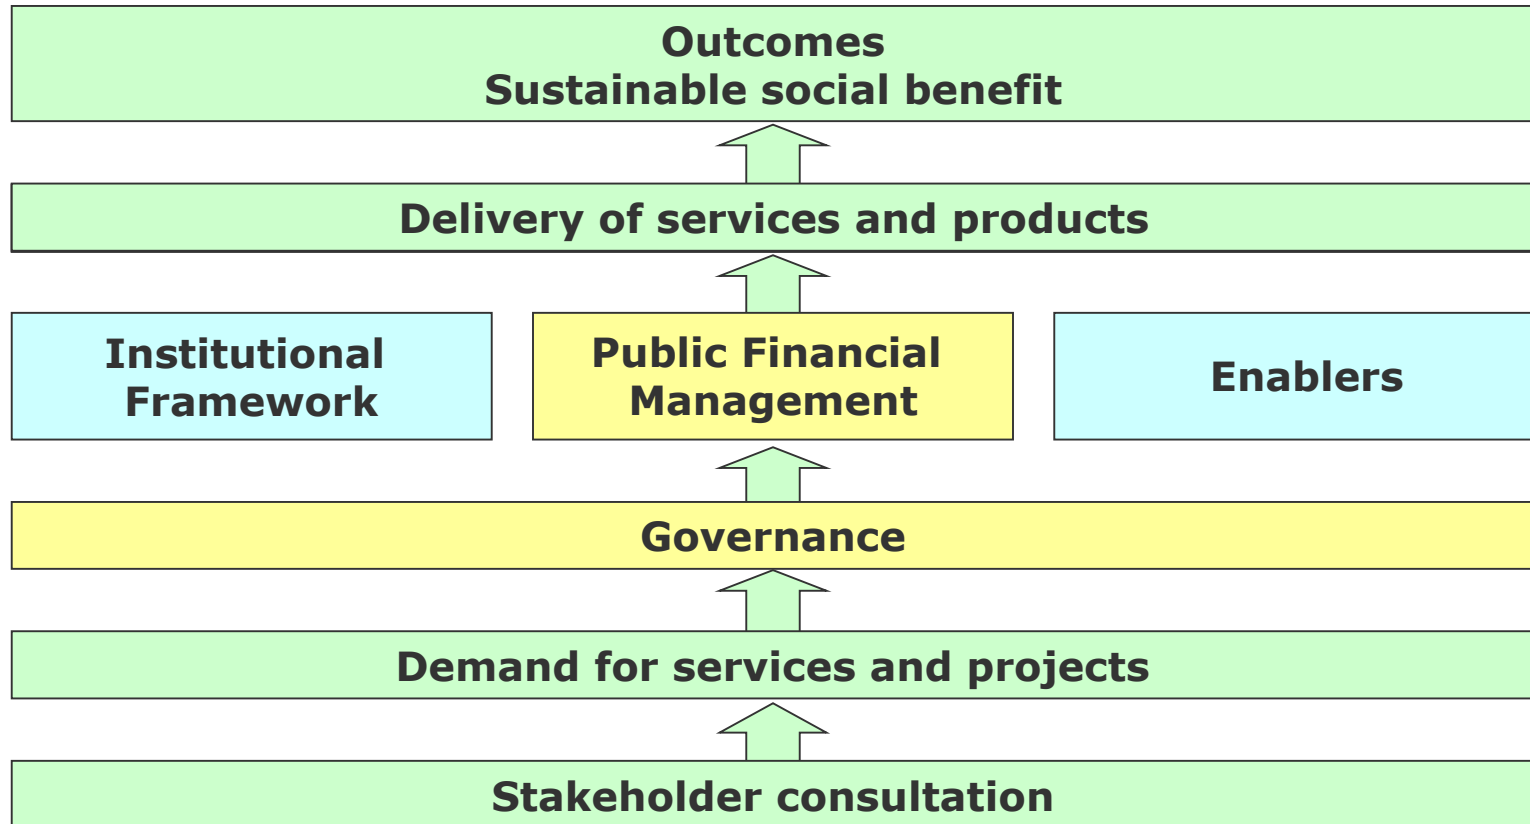 Outcomes
Sustainable social benefit
Delivery of services and products
Institutional
Framework
Public Financial
Management
Enablers
Governance
Demand for services and projects
Stakeholder consultation